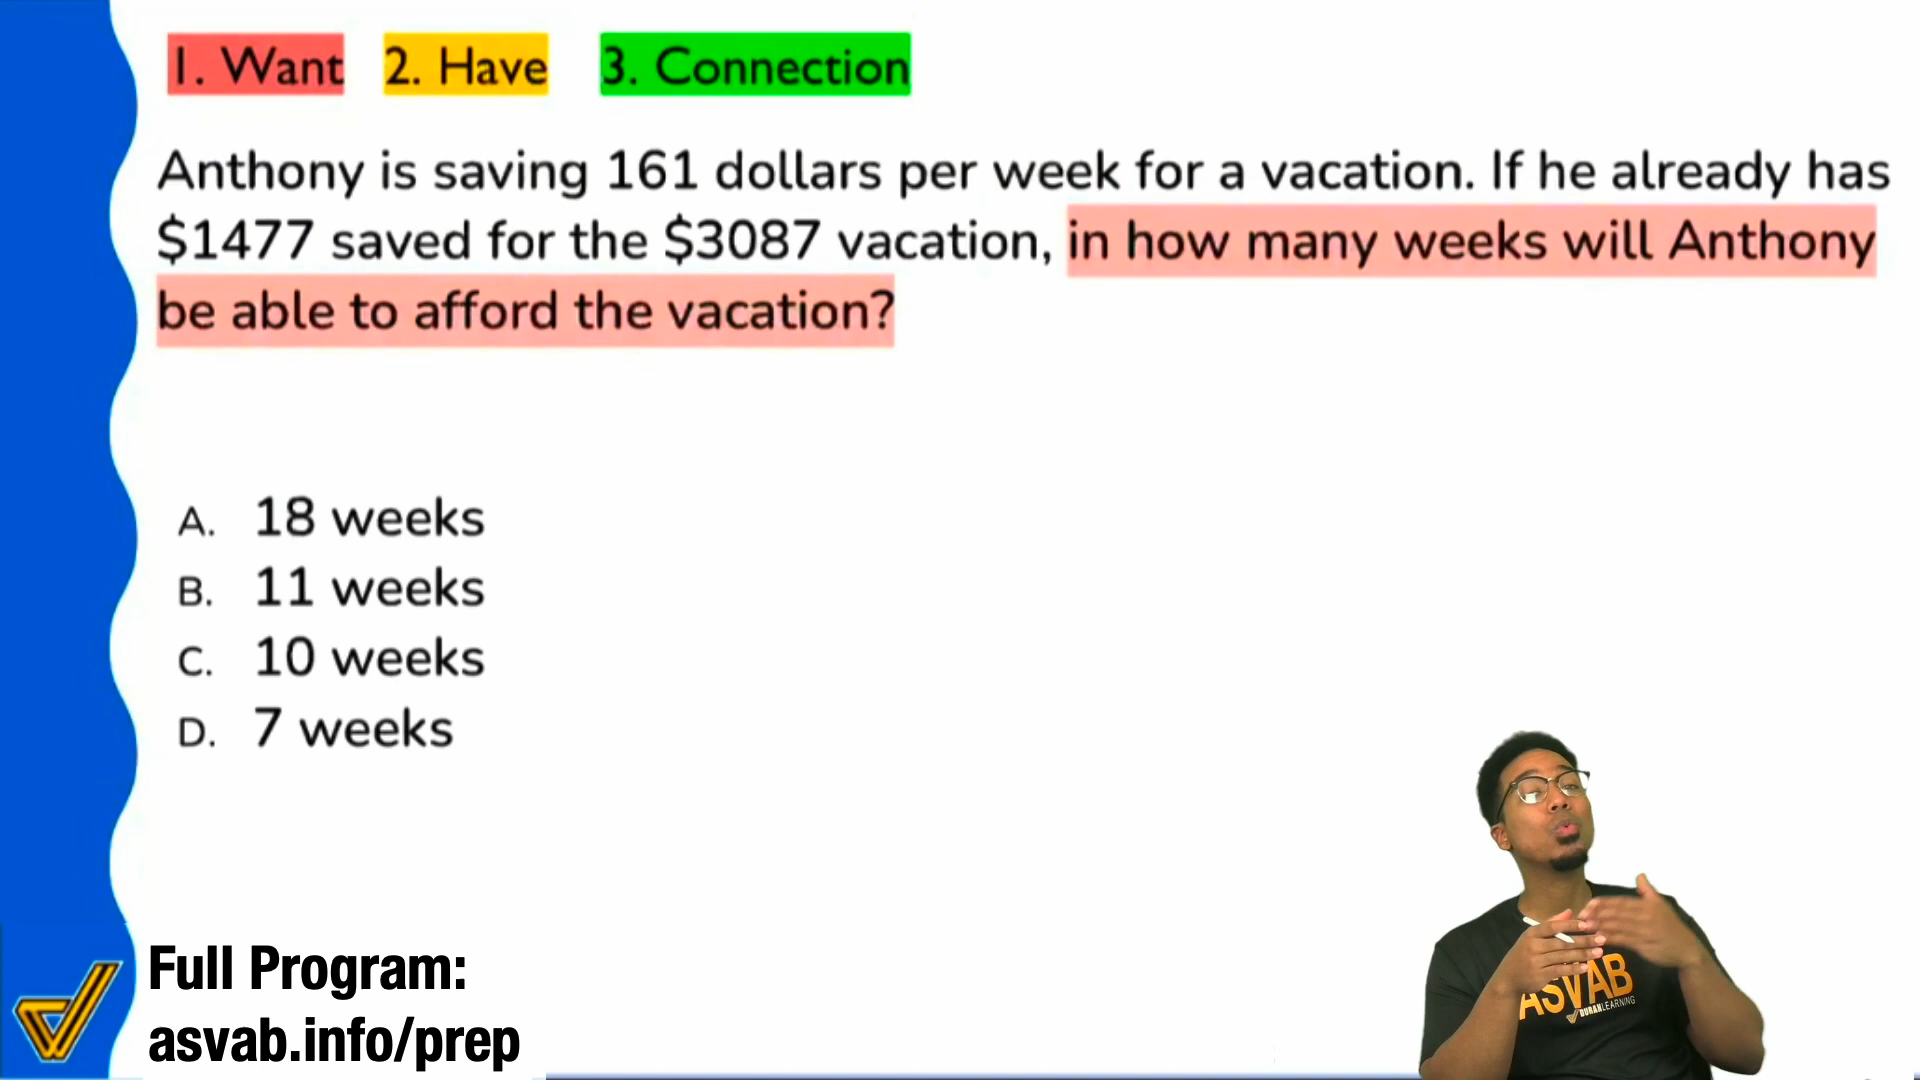 1. Want 2. Have 3. Connection
Anthony is saving 161 dollars per week for a vacation. If he already has
$1477 saved for the $3087 vacation, in how many weeks will Anthony
be able to afford the vacation?
A. 18 weeks
B. 11 weeks
C. 10 weeks
D. 7 weeks
ASVAB
DURANLEARNING
Full Program:
asvab.info/prep